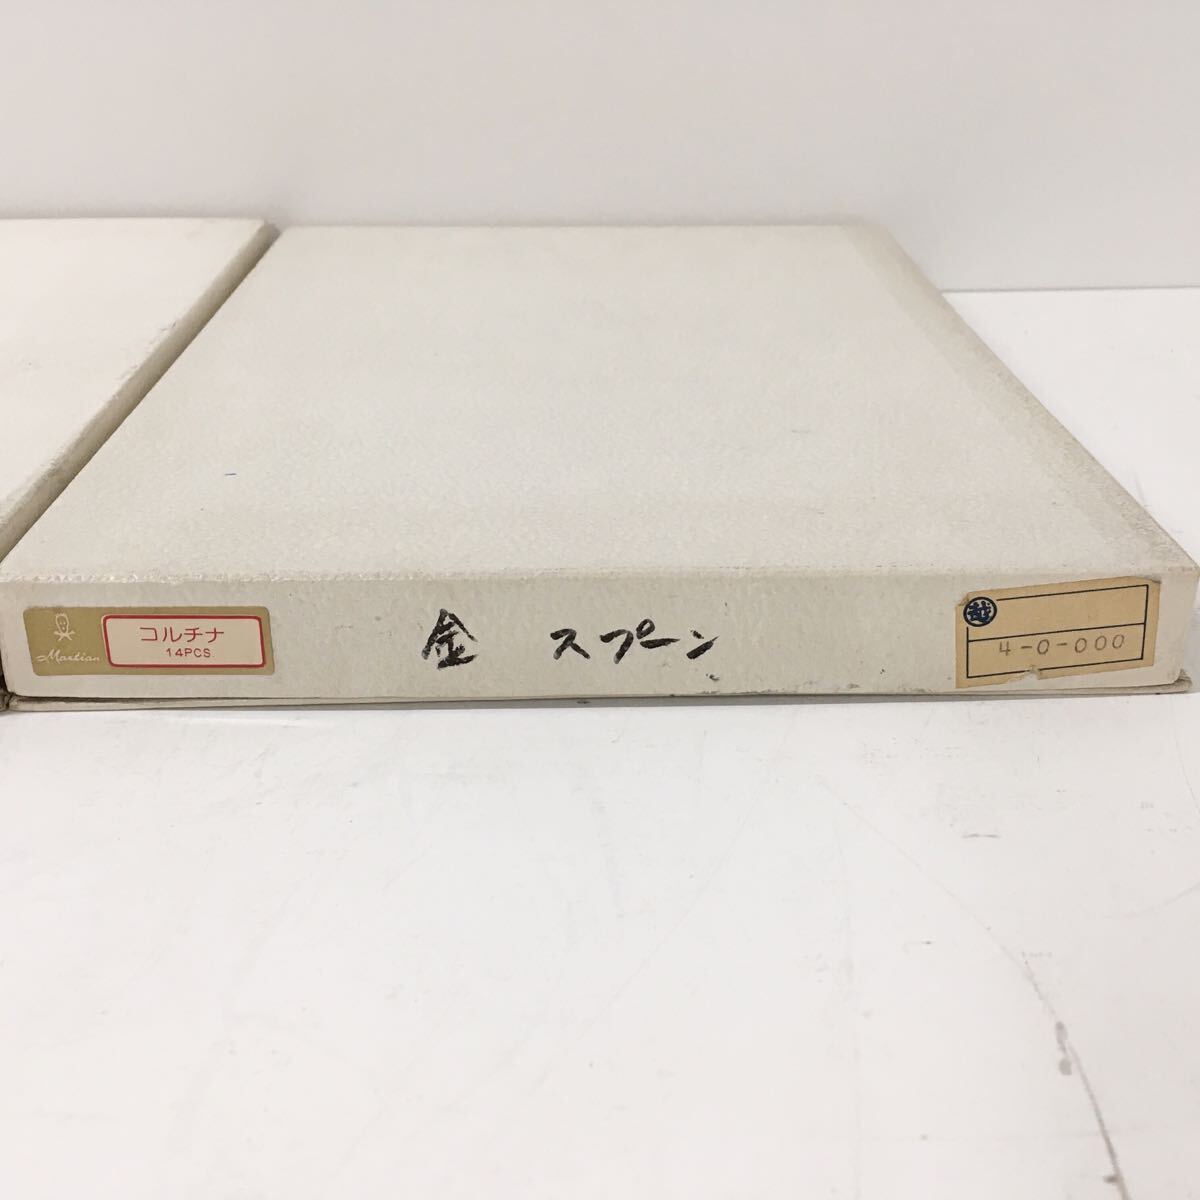 Martian
コルチナ
14PCS.
金 スプーン
越
4-0-000